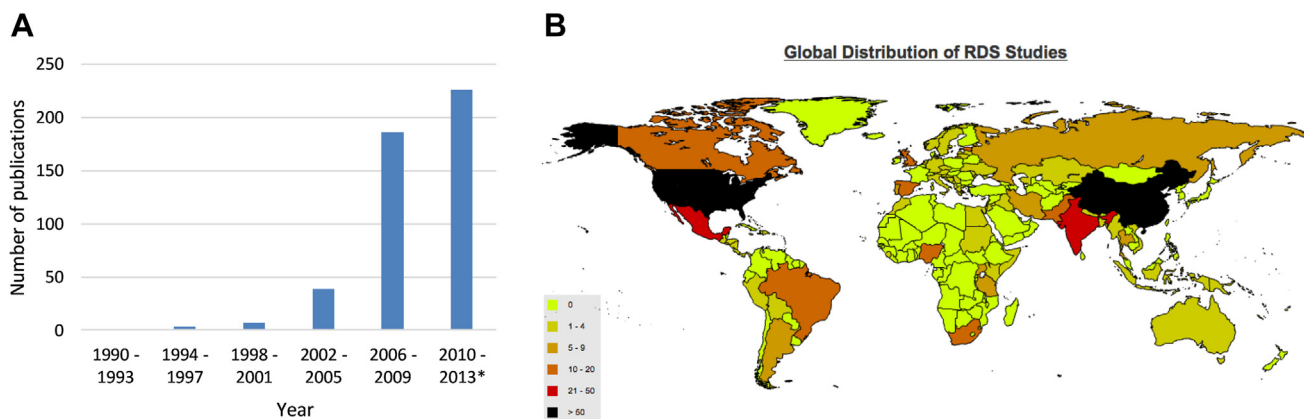 A
Number of publications
250
200
150
100
50
0
1990 -
1993
1994 -
1997
1998 -
2001
2002 -
2005
2006 -
2009
2010 -
2013*
Year
B
Global Distribution of RDS Studies
0
1 - 4
5 - 9
10 - 20
21 - 50
> 50